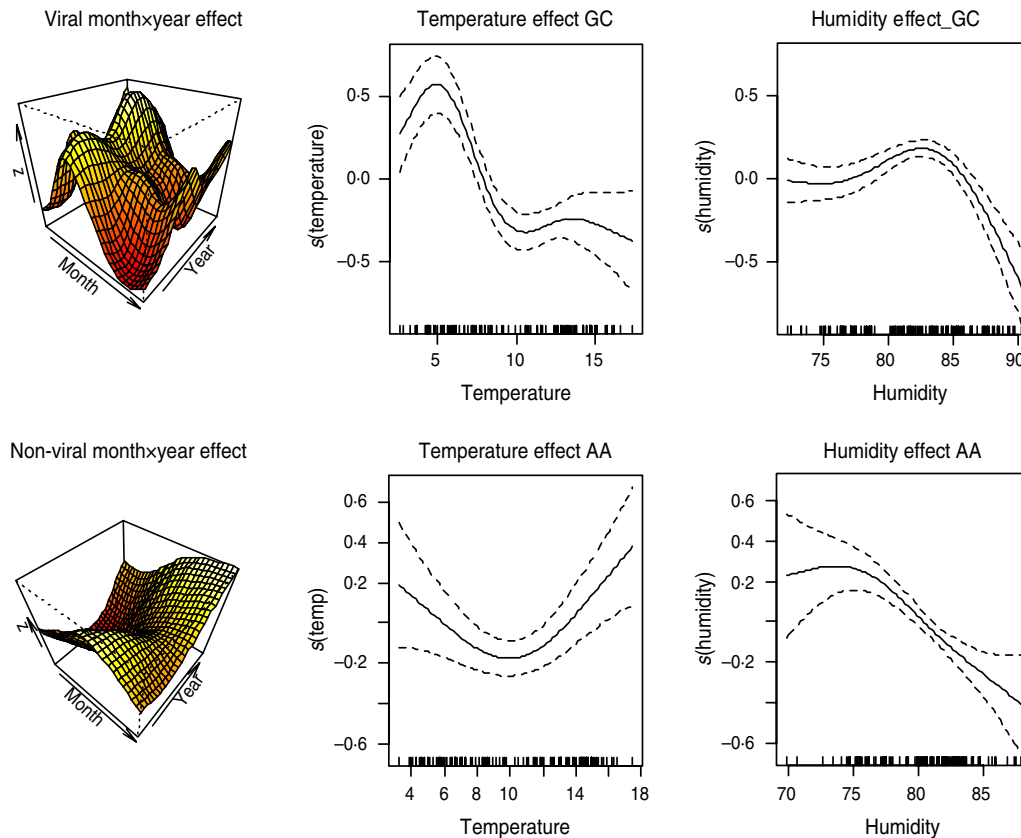 Viral month×year effect
Temperature effect GC
Humidity effect_GC
z
Month
Year
s(temperature)
0·5
0.0
−0.5
5
10
15
Temperature
s(humidity)
0·5
0.0
−0.5
75
80
85
90
Humidity
Non-viral month×year effect
Temperature effect AA
Humidity effect AA
z
Month
Year
s(temp)
0·6
0·4
0·2
−0·2
−0·6
4
6
8
10
12
14
18
Temperature
s(humidity)
0·6
0·4
0·2
−0·2
−0·6
70
75
80
85
Humidity